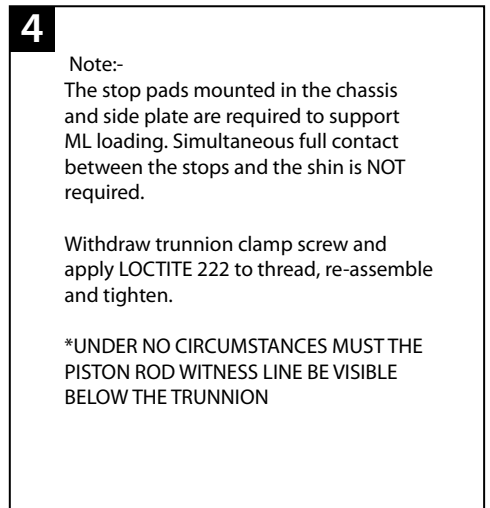 4
Note:-
The stop pads mounted in the chassis
and side plate are required to support
ML loading. Simultaneous full contact
between the stops and the shin is NOT
required.
Withdraw trunnion clamp screw and
apply LOCTITE 222 to thread, re-assemble
and tighten.
*UNDER NO CIRCUMSTANCES MUST THE
PISTON ROD WITNESS LINE BE VISIBLE
BELOW THE TRUNNION